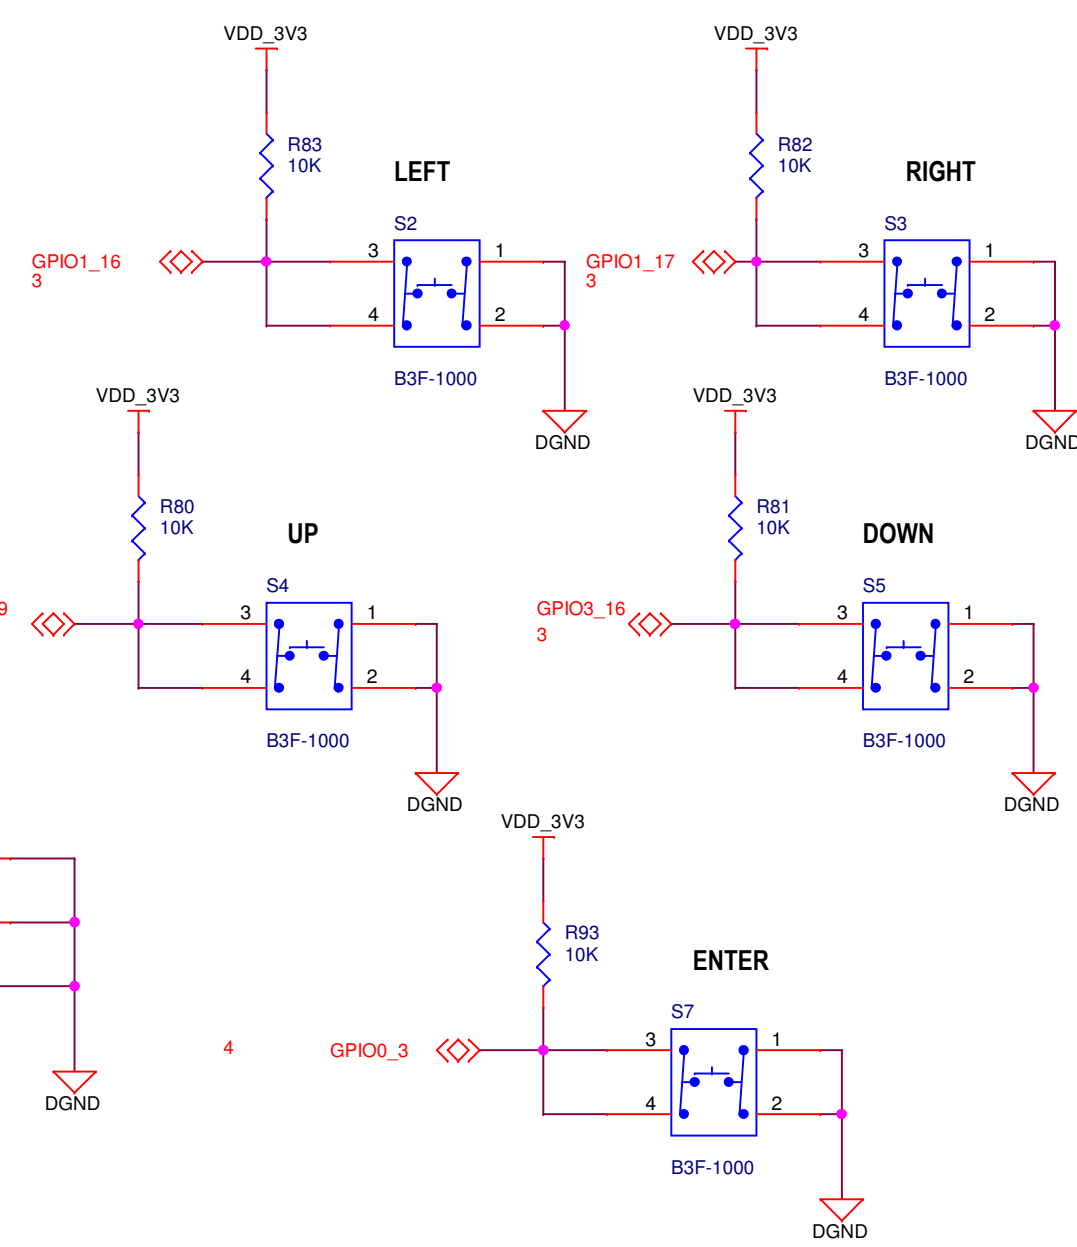 VDD_3V3
R83
10K
LEFT
S2
GPIO1_16
3
3
1
4
2
B3F-1000
DGND
VDD_3V3
R82
10K
RIGHT
S3
GPIO1_17
3
3
1
4
2
B3F-1000
DGND
VDD_3V3
R80
10K
UP
S4
9
3
1
4
2
B3F-1000
DGND
VDD_3V3
R81
10K
DOWN
S5
GPIO3_16
3
3
1
4
2
B3F-1000
DGND
DGND
VDD_3V3
R93
10K
ENTER
S7
4
GPIO0_3
3
1
4
2
B3F-1000
DGND